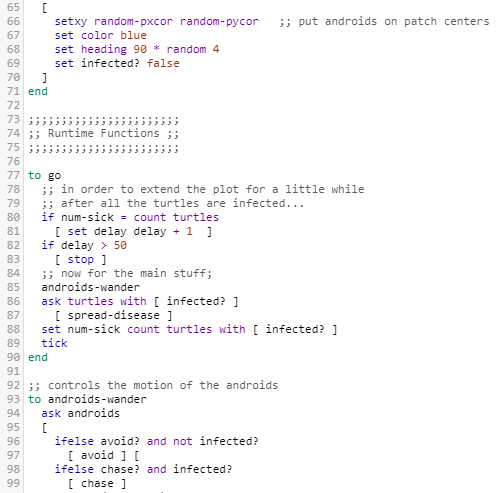 65 [
66 setxy random-pxcor random-pycor ;; put androids on patch centers
67 set color blue
68 set heading 90 * random 4
69 set infected? false
70 ]
71 end
72
73 ;;;;;;;;;;;;;;;;;;;;;;;
74 ;; Runtime Functions ;;
75 ;;;;;;;;;;;;;;;;;;;;;;;
76
77 to go
78 ;; in order to extend the plot for a little while
79 ;; after all the turtles are infected...
80 if num-sick = count turtles
81 [ set delay delay + 1 ]
82 if delay > 50
83 [ stop ]
84 ;; now for the main stuff;
85 androids-wander
86 ask turtles with [ infected? ]
87 [ spread-disease ]
88 set num-sick count turtles with [ infected? ]
89 tick
90 end
91
92 ;; controls the motion of the androids
93 to androids-wander
94 ask androids
95 [
96 ifelse avoid? and not infected?
97 [ avoid ] [
98 ifelse chase? and infected?
99 [ chase ]